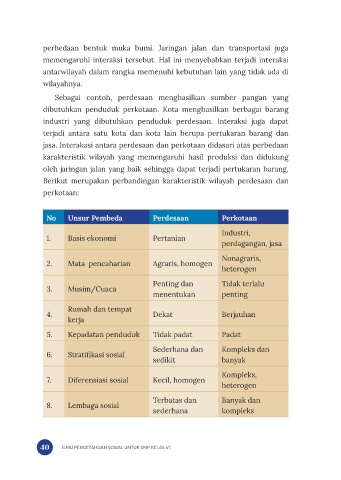 perbedaan bentuk muka bumi. Jaringan jalan dan transportasi juga
memengaruhi interaksi tersebut. Hal ini menyebabkan terjadi interaksi
antarwilayah dalam rangka memenuhi kebutuhan lain yang tidak ada di
wilayahnya.
Sebagai contoh, perdesaan menghasilkan sumber pangan yang
dibutuhkan penduduk perkotaan. Kota menghasilkan berbagai barang
industri yang dibutuhkan penduduk perdesaan. Interaksi juga dapat
terjadi antara satu kota dan kota lain berupa pertukaran barang dan
jasa. Interakasi antara perdesaan dan perkotaan didasari atas perbedaan
karakteristik wilayah yang memengaruhi hasil produksi dan didukung
oleh jaringan jalan yang baik sehingga dapat terjadi pertukaran barang.
Berikut merupakan perbandingan karakteristik wilayah perdesaan dan
perkotaan:
No Unsur Pembeda Perdesaan Perkotaan
1. Basis ekonomi Pertanian Industri,
perdagangan, jasa
2. Mata pencaharian Agraris, homogen Nonagraris,
heterogen
3. Musim/Cuaca Penting dan
menentukan Tidak terlalu
penting
4. Rumah dan tempat
kerja Dekat Berjauhan
5. Kepadatan penduduk Tidak padat Padat
6. Stratifikasi sosial Sederhana dan
sedikit Kompleks dan
banyak
7. Diferensiasi sosial Kecil, homogen Kompleks,
heterogen
8. Lembaga sosial Terbatas dan
sederhana Banyak dan
kompleks
40 ILMU PENGETAHUAN SOSIAL UNTUK SMP KELAS VII